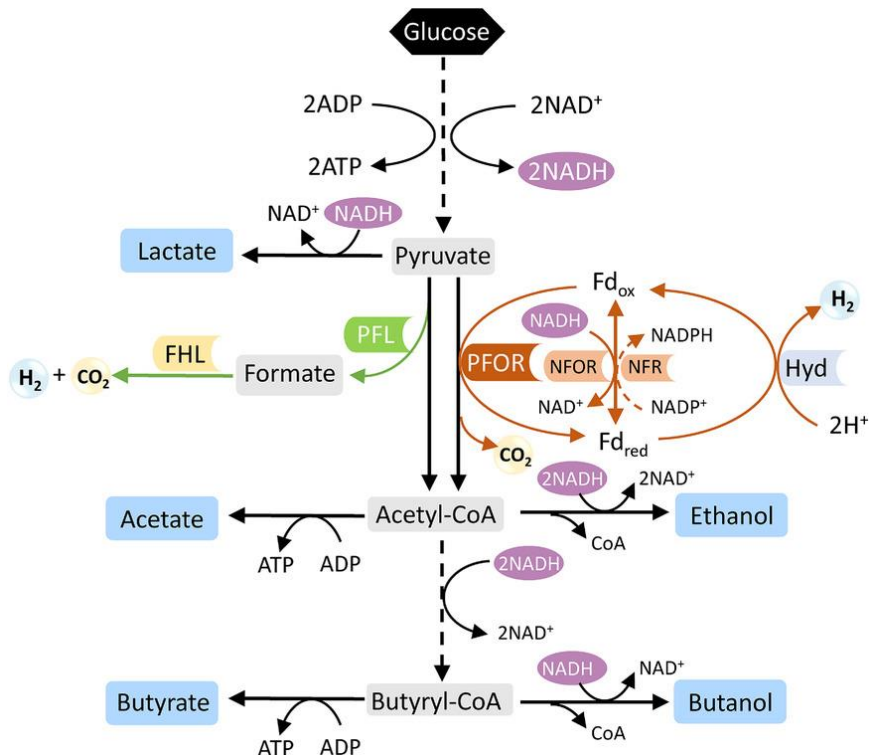 Glucose
2ADP
2NAD⁺
2ATP
2NADH
NAD⁺ NADH
Lactate
Pyruvate
Fd_ox
H₂
NADH
NADPH
PFL
FHL
PFOR
NFOR
NFR
Hyd
H₂ + CO₂
Formate
NAD⁺
NADP⁺
2H⁺
Fd_red
CO₂
2NADH
2NAD⁺
Acetate
Acetyl-CoA
Ethanol
CoA
ATP
ADP
2NADH
2NAD⁺
NADH
NAD⁺
Butyrate
Butyryl-CoA
Butanol
CoA
ATP
ADP